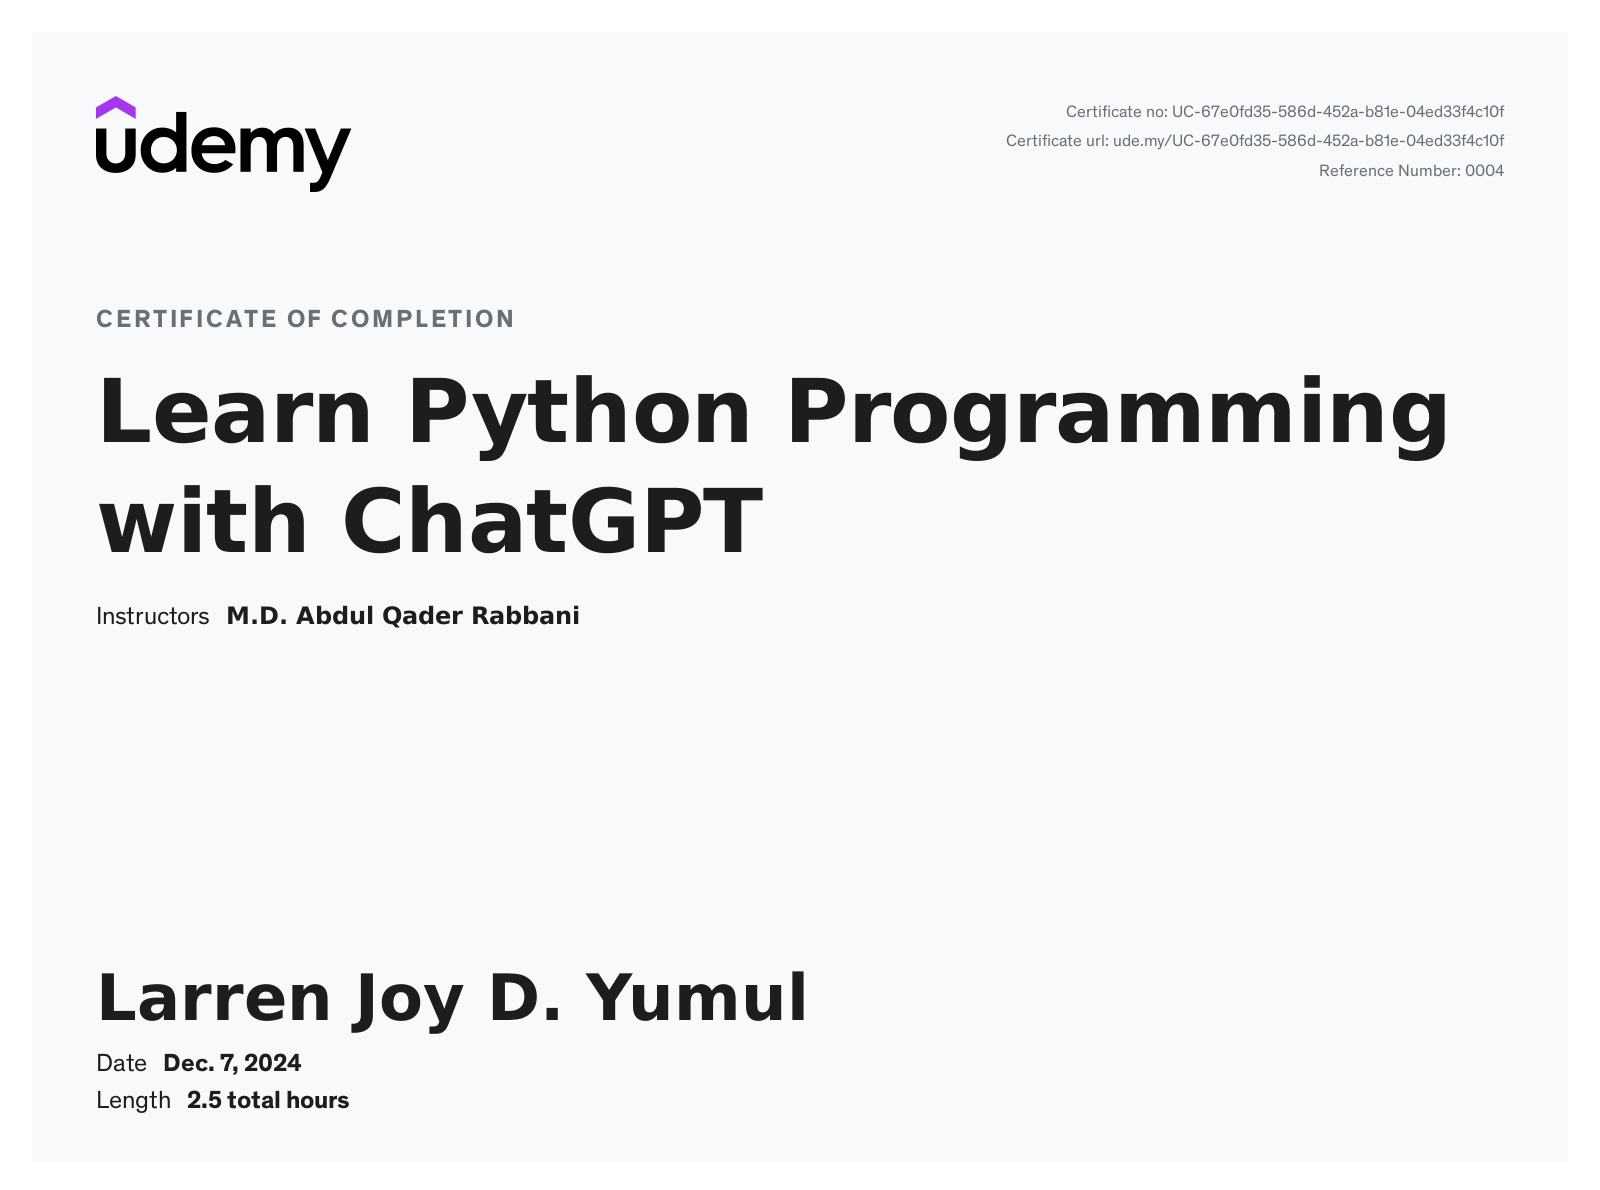 udemy
Certificate no: UC-67e0fd35-586d-452a-b81e-04ed33f4c10f
Certificate url: ude.my/UC-67e0fd35-586d-452a-b81e-04ed33f4c10f
Reference Number: 0004
CERTIFICATE OF COMPLETION
Learn Python Programming
with ChatGPT
Instructors M.D. Abdul Qader Rabbani
Larren Joy D. Yumul
Date Dec. 7, 2024
Length 2.5 total hours